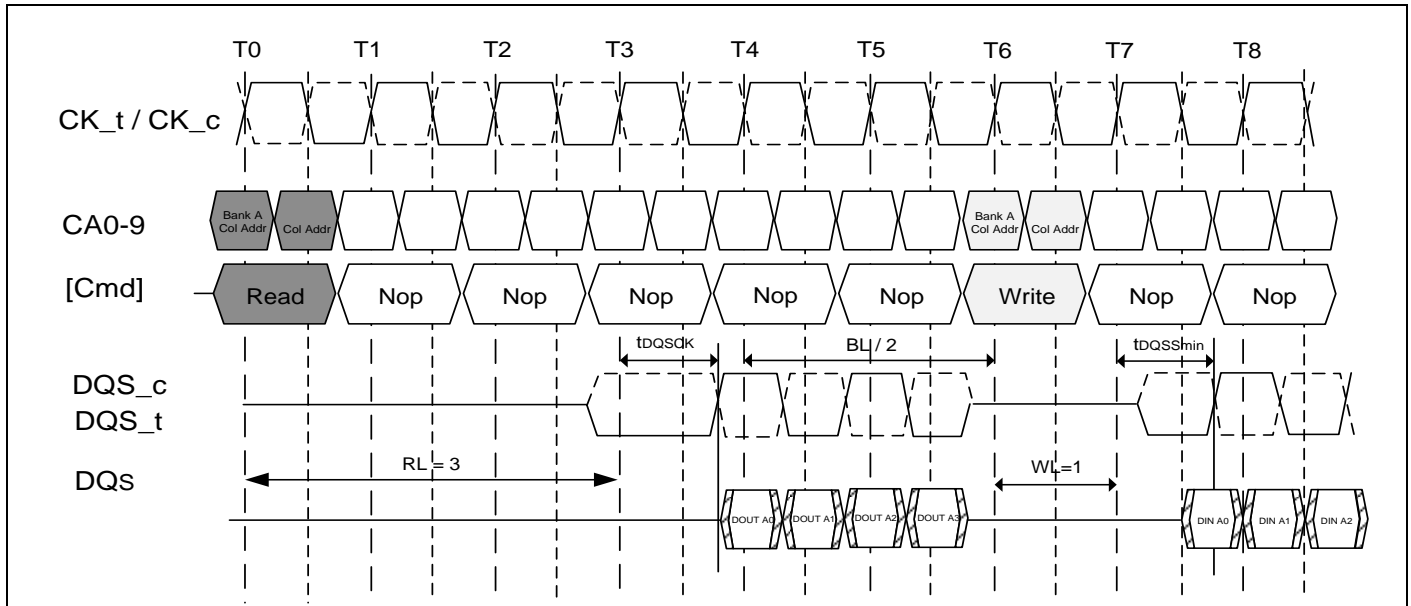 T0 T1 T2 T3 T4 T5 T6 T7 T8
CK_t / CK_c
CA0-9
Bank A
Col Addr
Col Addr
Bank A
Col Addr
Col Addr
[Cmd]
Read Nop Nop Nop Nop Nop Write Nop Nop
tDQSCK
BL / 2
tDQSSmin
DQS_c
DQS_t
RL = 3
WL=1
DQs
DOUT A0 DOUT A1 DOUT A2 DOUT A3 DIN A0 DIN A1 DIN A2